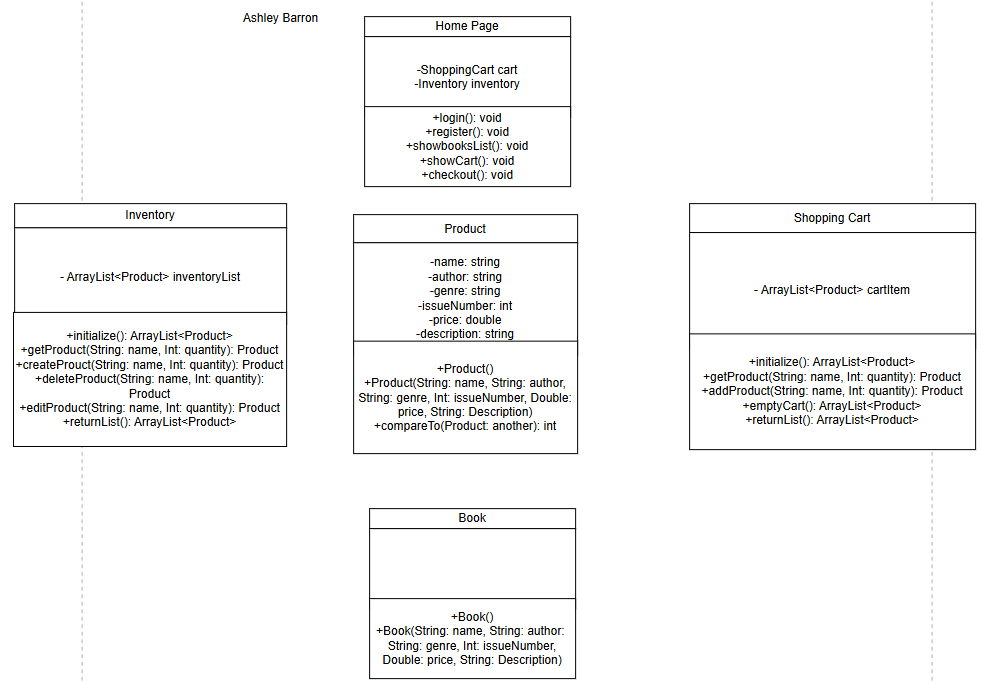 Ashley Barron
Home Page
-ShoppingCart cart
-Inventory inventory
+login(): void
+register(): void
+showbooksList(): void
+showCart(): void
+checkout(): void
Inventory
- ArrayList<Product> inventoryList
+initialize(): ArrayList<Product>
+getProduct(String: name, Int: quantity): Product
+createProuct(String: name, Int: quantity): Product
+deleteProduct(String: name, Int: quantity):
Product
+editProduct(String: name, Int: quantity): Product
+returnList(): ArrayList<Product>
Product
-name: string
-author: string
-genre: string
-issueNumber: int
-price: double
-description: string
+Product()
+Product(String: name, String: author,
String: genre, Int: issueNumber, Double:
price, String: Description)
+compareTo(Product: another): int
Shopping Cart
- ArrayList<Product> cartItem
+initialize(): ArrayList<Product>
+getProduct(String: name, Int: quantity): Product
+addProduct(String: name, Int: quantity): Product
+emptyCart(): ArrayList<Product>
+returnList(): ArrayList<Product>
Book
+Book()
+Book(String: name, String: author:
String: genre, Int: issueNumber,
Double: price, String: Description)